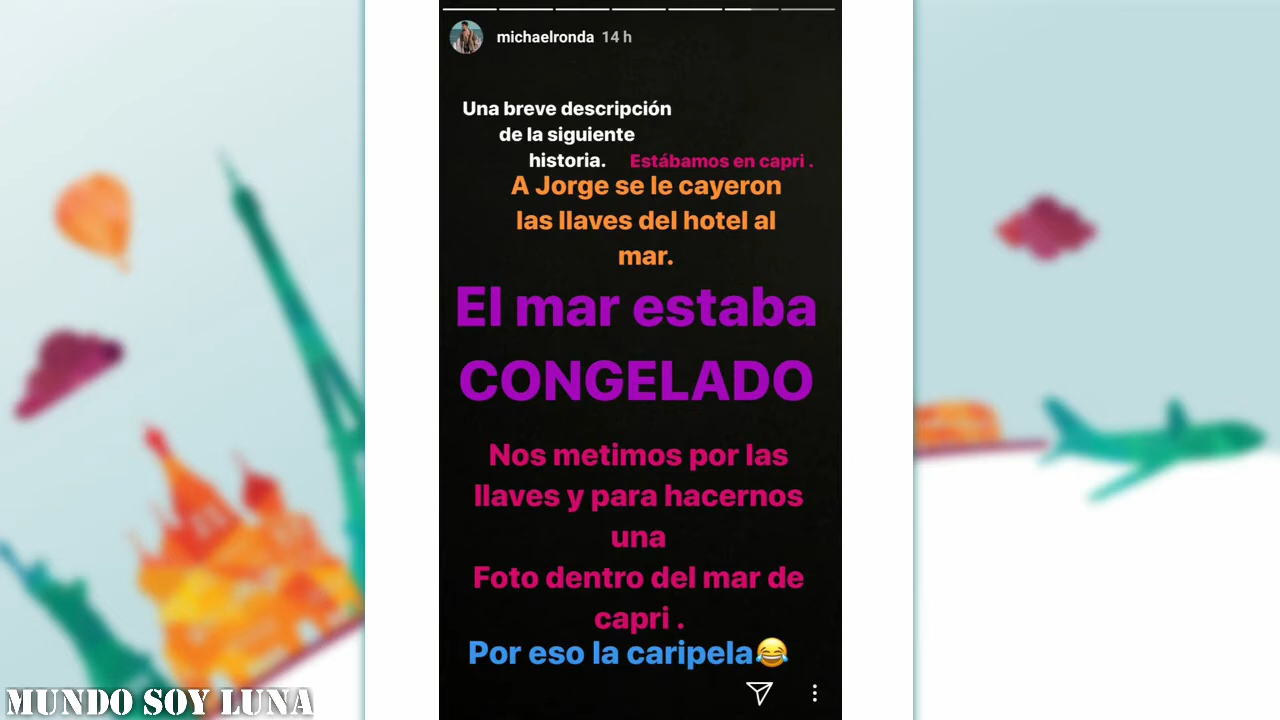 michaelronda 14 h
Una breve descripción
de la siguiente
historia. Estábamos en capri .
A Jorge se le cayeron
las llaves del hotel al
mar.
El mar estaba
CONGELADO
Nos metimos por las
llaves y para hacernos
una
Foto dentro del mar de
capri .
Por eso la caripela😂
MUNDO SOY LUNA